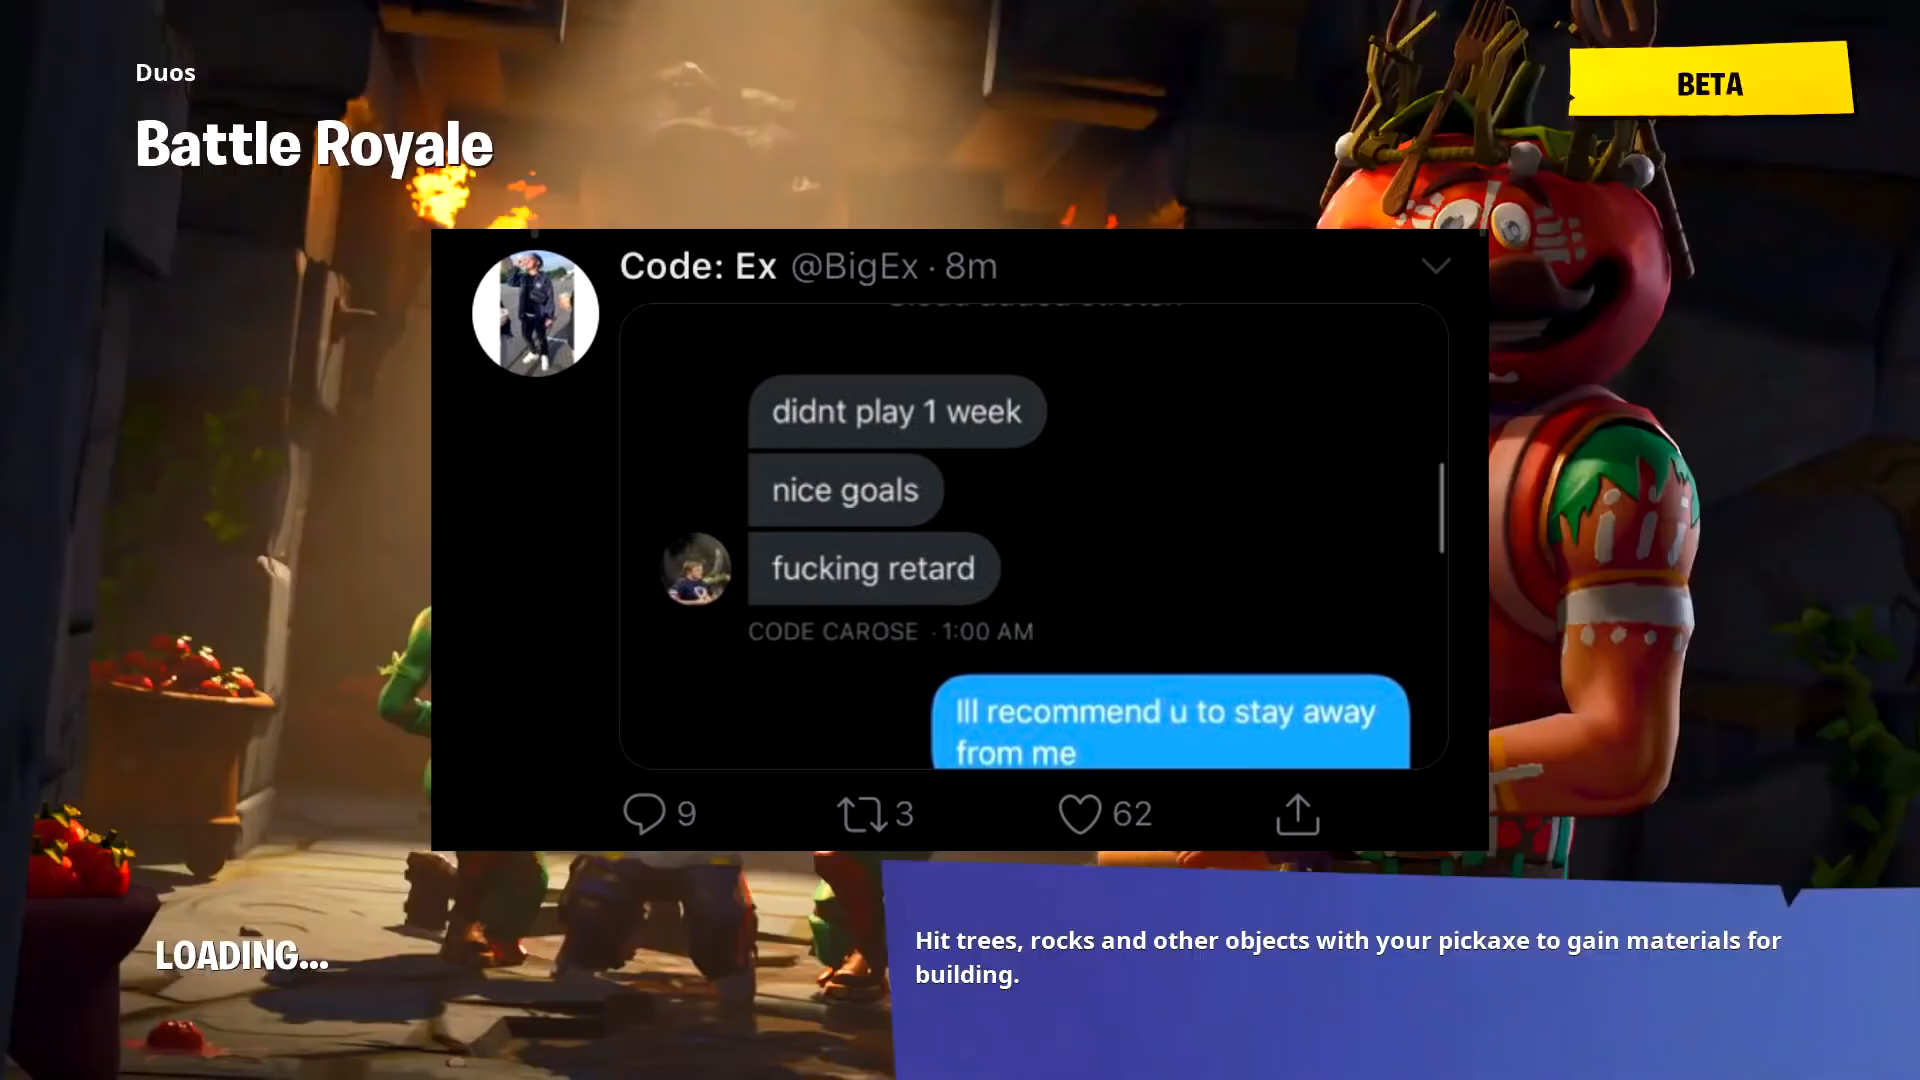 Duos
Battle Royale
BETA
Code: Ex @BigEx · 8m
didnt play 1 week
nice goals
fucking retard
CODE CAROSE · 1:00 AM
Ill recommend u to stay away
from me
9 3 62
LOADING...
Hit trees, rocks and other objects with your pickaxe to gain materials for
building.